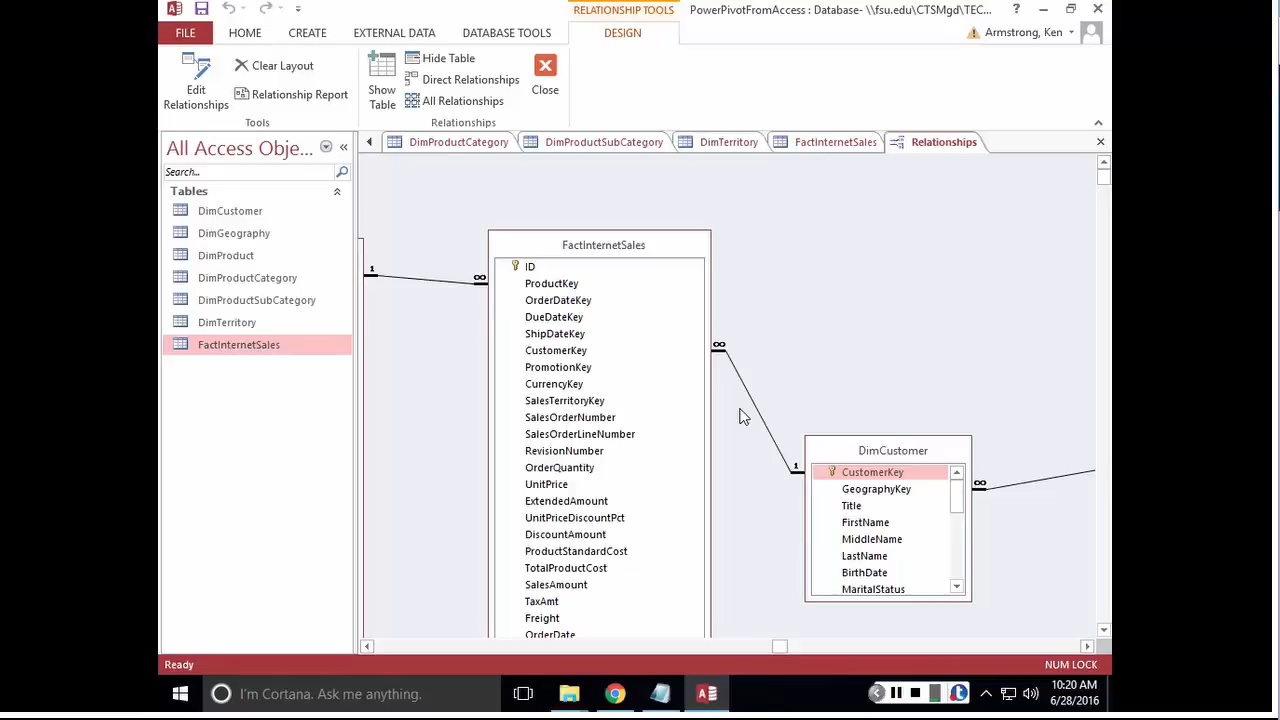 RELATIONSHIP TOOLS
PowerPivotFromAccess : Database- \\fsu.edu\CTSMgd\TEC...
?
FILE
HOME
CREATE
EXTERNAL DATA
DATABASE TOOLS
DESIGN
Armstrong, Ken
Edit
Relationships
Clear Layout
Relationship Report
Tools
Show
Table
Hide Table
Direct Relationships
All Relationships
Relationships
Close
All Access Obje...
Search...
Tables
DimCustomer
DimGeography
DimProduct
DimProductCategory
DimProductSubCategory
DimTerritory
FactInternetSales
DimProductCategory
DimProductSubCategory
DimTerritory
FactInternetSales
Relationships
1
∞
FactInternetSales
ID
ProductKey
OrderDateKey
DueDateKey
ShipDateKey
CustomerKey
PromotionKey
CurrencyKey
SalesTerritoryKey
SalesOrderNumber
SalesOrderLineNumber
RevisionNumber
OrderQuantity
UnitPrice
ExtendedAmount
UnitPriceDiscountPct
DiscountAmount
ProductStandardCost
TotalProductCost
SalesAmount
TaxAmt
Freight
OrderDate
∞
1
DimCustomer
CustomerKey
GeographyKey
Title
FirstName
MiddleName
LastName
BirthDate
MaritalStatus
∞
Ready
NUM LOCK
I'm Cortana. Ask me anything.
10:20 AM
6/28/2016